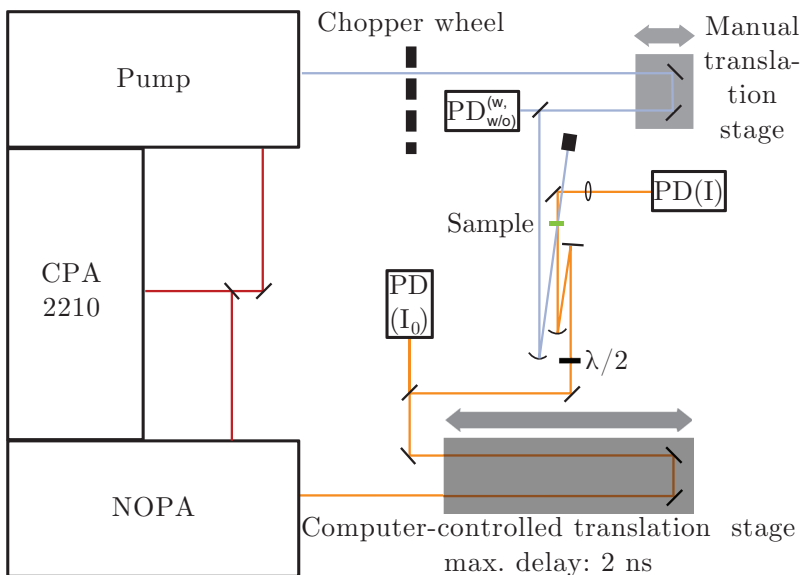 Chopper wheel
Manual
transla-
tion
stage
Pump
PD(w,
w/o)
PD(I)
Sample
CPA
2210
PD
(I₀)
λ/2
NOPA
Computer-controlled translation stage
max. delay: 2 ns